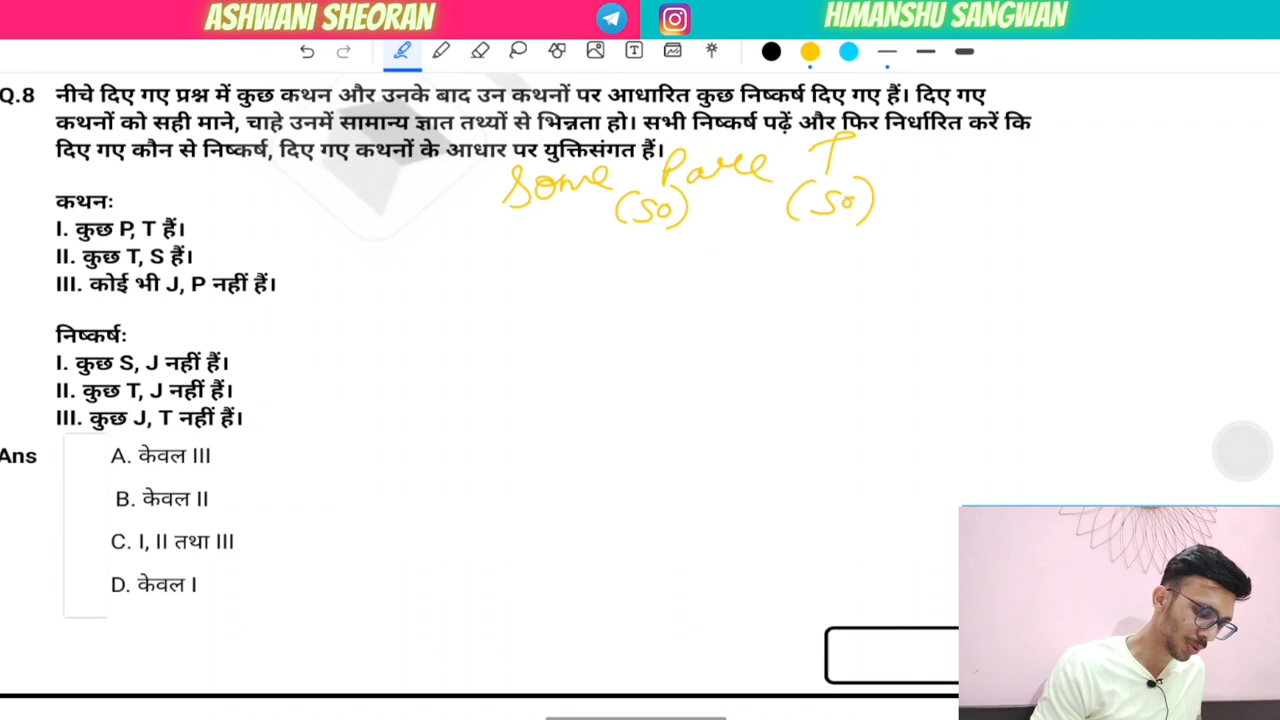 ASHWANI SHEORAN
HIMANSHU SANGWAN
Q.8 नीचे दिए गए प्रश्न में कुछ कथन और उनके बाद उन कथनों पर आधारित कुछ निष्कर्ष दिए गए हैं। दिए गए
कथनों को सही माने, चाहे उनमें सामान्य ज्ञात तथ्यों से भिन्नता हो। सभी निष्कर्ष पढ़ें और फिर निर्धारित करें कि
दिए गए कौन से निष्कर्ष, दिए गए कथनों के आधार पर युक्तिसंगत हैं।
Some P are T
(50) (50)
कथन:
I. कुछ P, T हैं।
II. कुछ T, S हैं।
III. कोई भी J, P नहीं हैं।
निष्कर्ष:
I. कुछ S, J नहीं हैं।
II. कुछ T, J नहीं हैं।
III. कुछ J, T नहीं हैं।
Ans A. केवल III
B. केवल II
C. I, II तथा III
D. केवल I